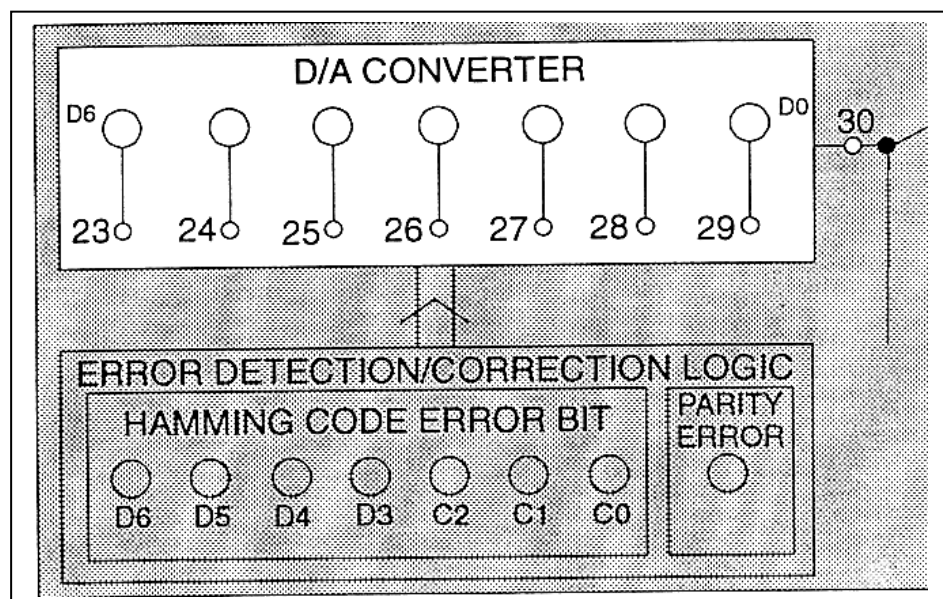 D/A CONVERTER
D6 D0
30
23 24 25 26 27 28 29
ERROR DETECTION/CORRECTION LOGIC
HAMMING CODE ERROR BIT
PARITY
ERROR
D6 D5 D4 D3 C2 C1 C0